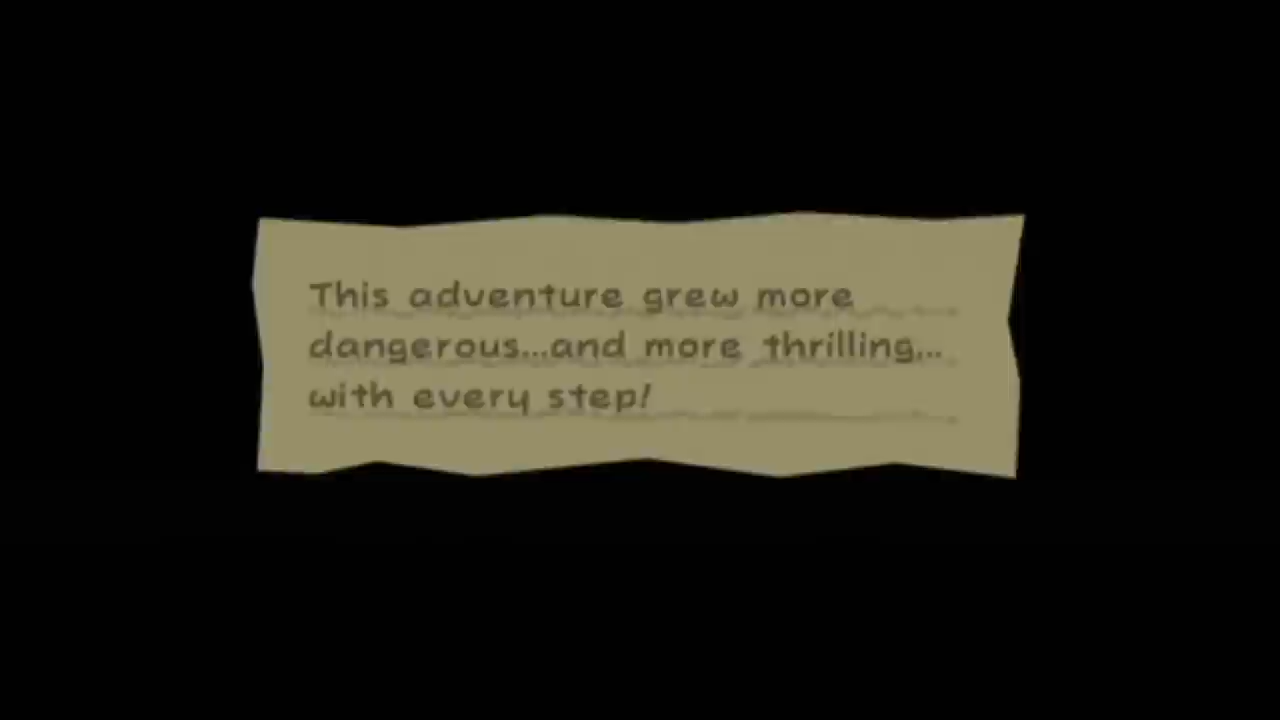 This adventure grew more
dangerous...and more thrilling...
with every step!